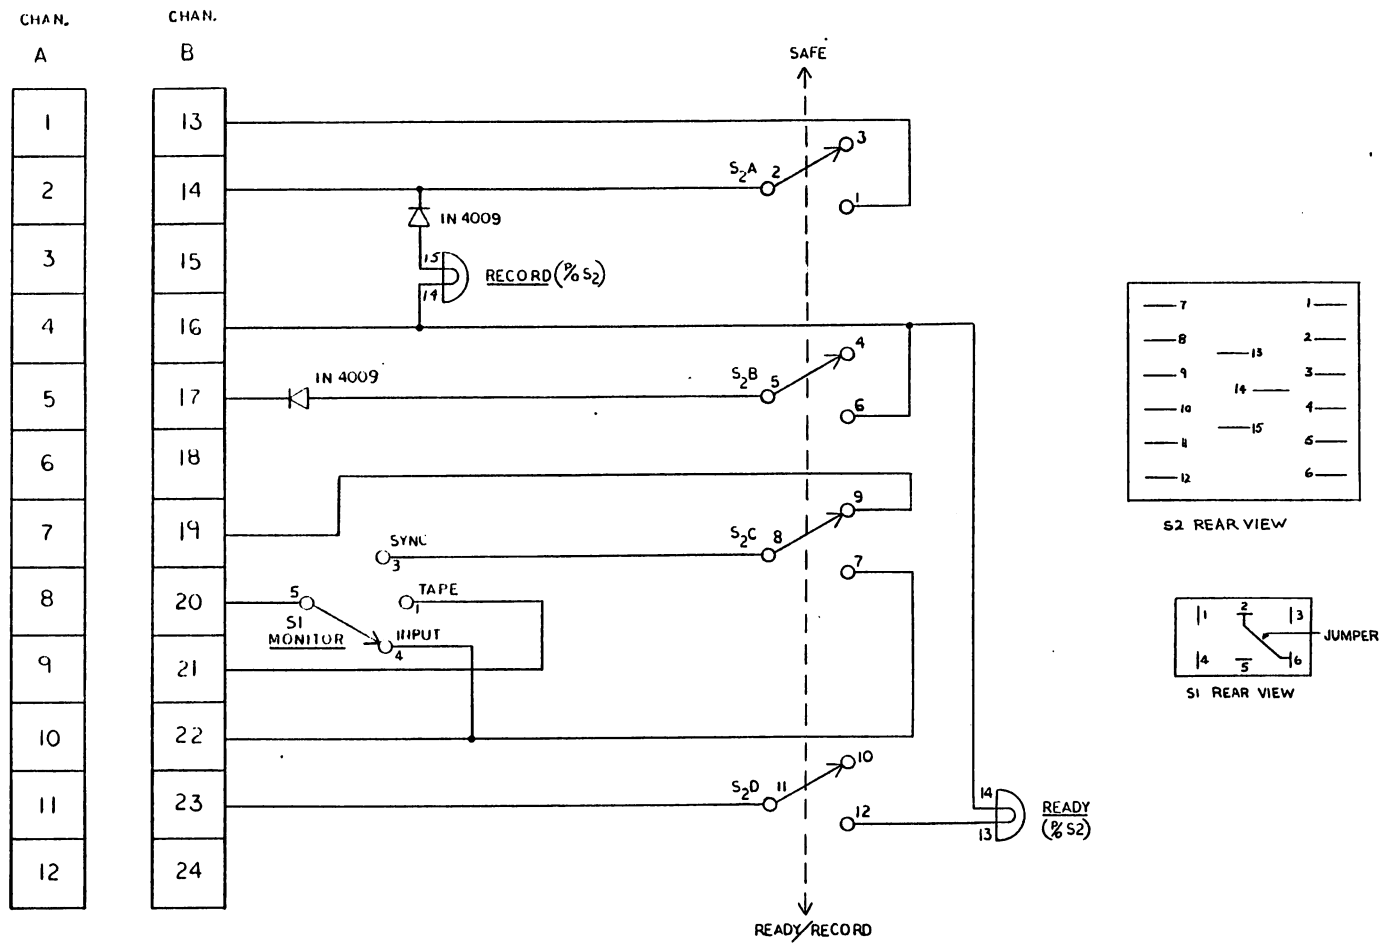 CHAN. A
1
2
3
4
5
6
7
8
9
10
11
12
CHAN. B
13
14
15
16
17
18
19
20
21
22
23
24
SAFE
S2A 2
3
1
IN 4009
15
14
RECORD (P/O S2)
IN 4009
S2B 5
4
6
SYNC
3
S2C 8
9
7
5
S1
MONITOR
TAPE
1
INPUT
4
S2D 11
10
12
14
13
READY
(P/O S2)
READY/RECORD
7 1
8 2
13
9 3
14
10 4
15
11 5
12 6
S2 REAR VIEW
1 2 3
JUMPER
4 5 6
S1 REAR VIEW